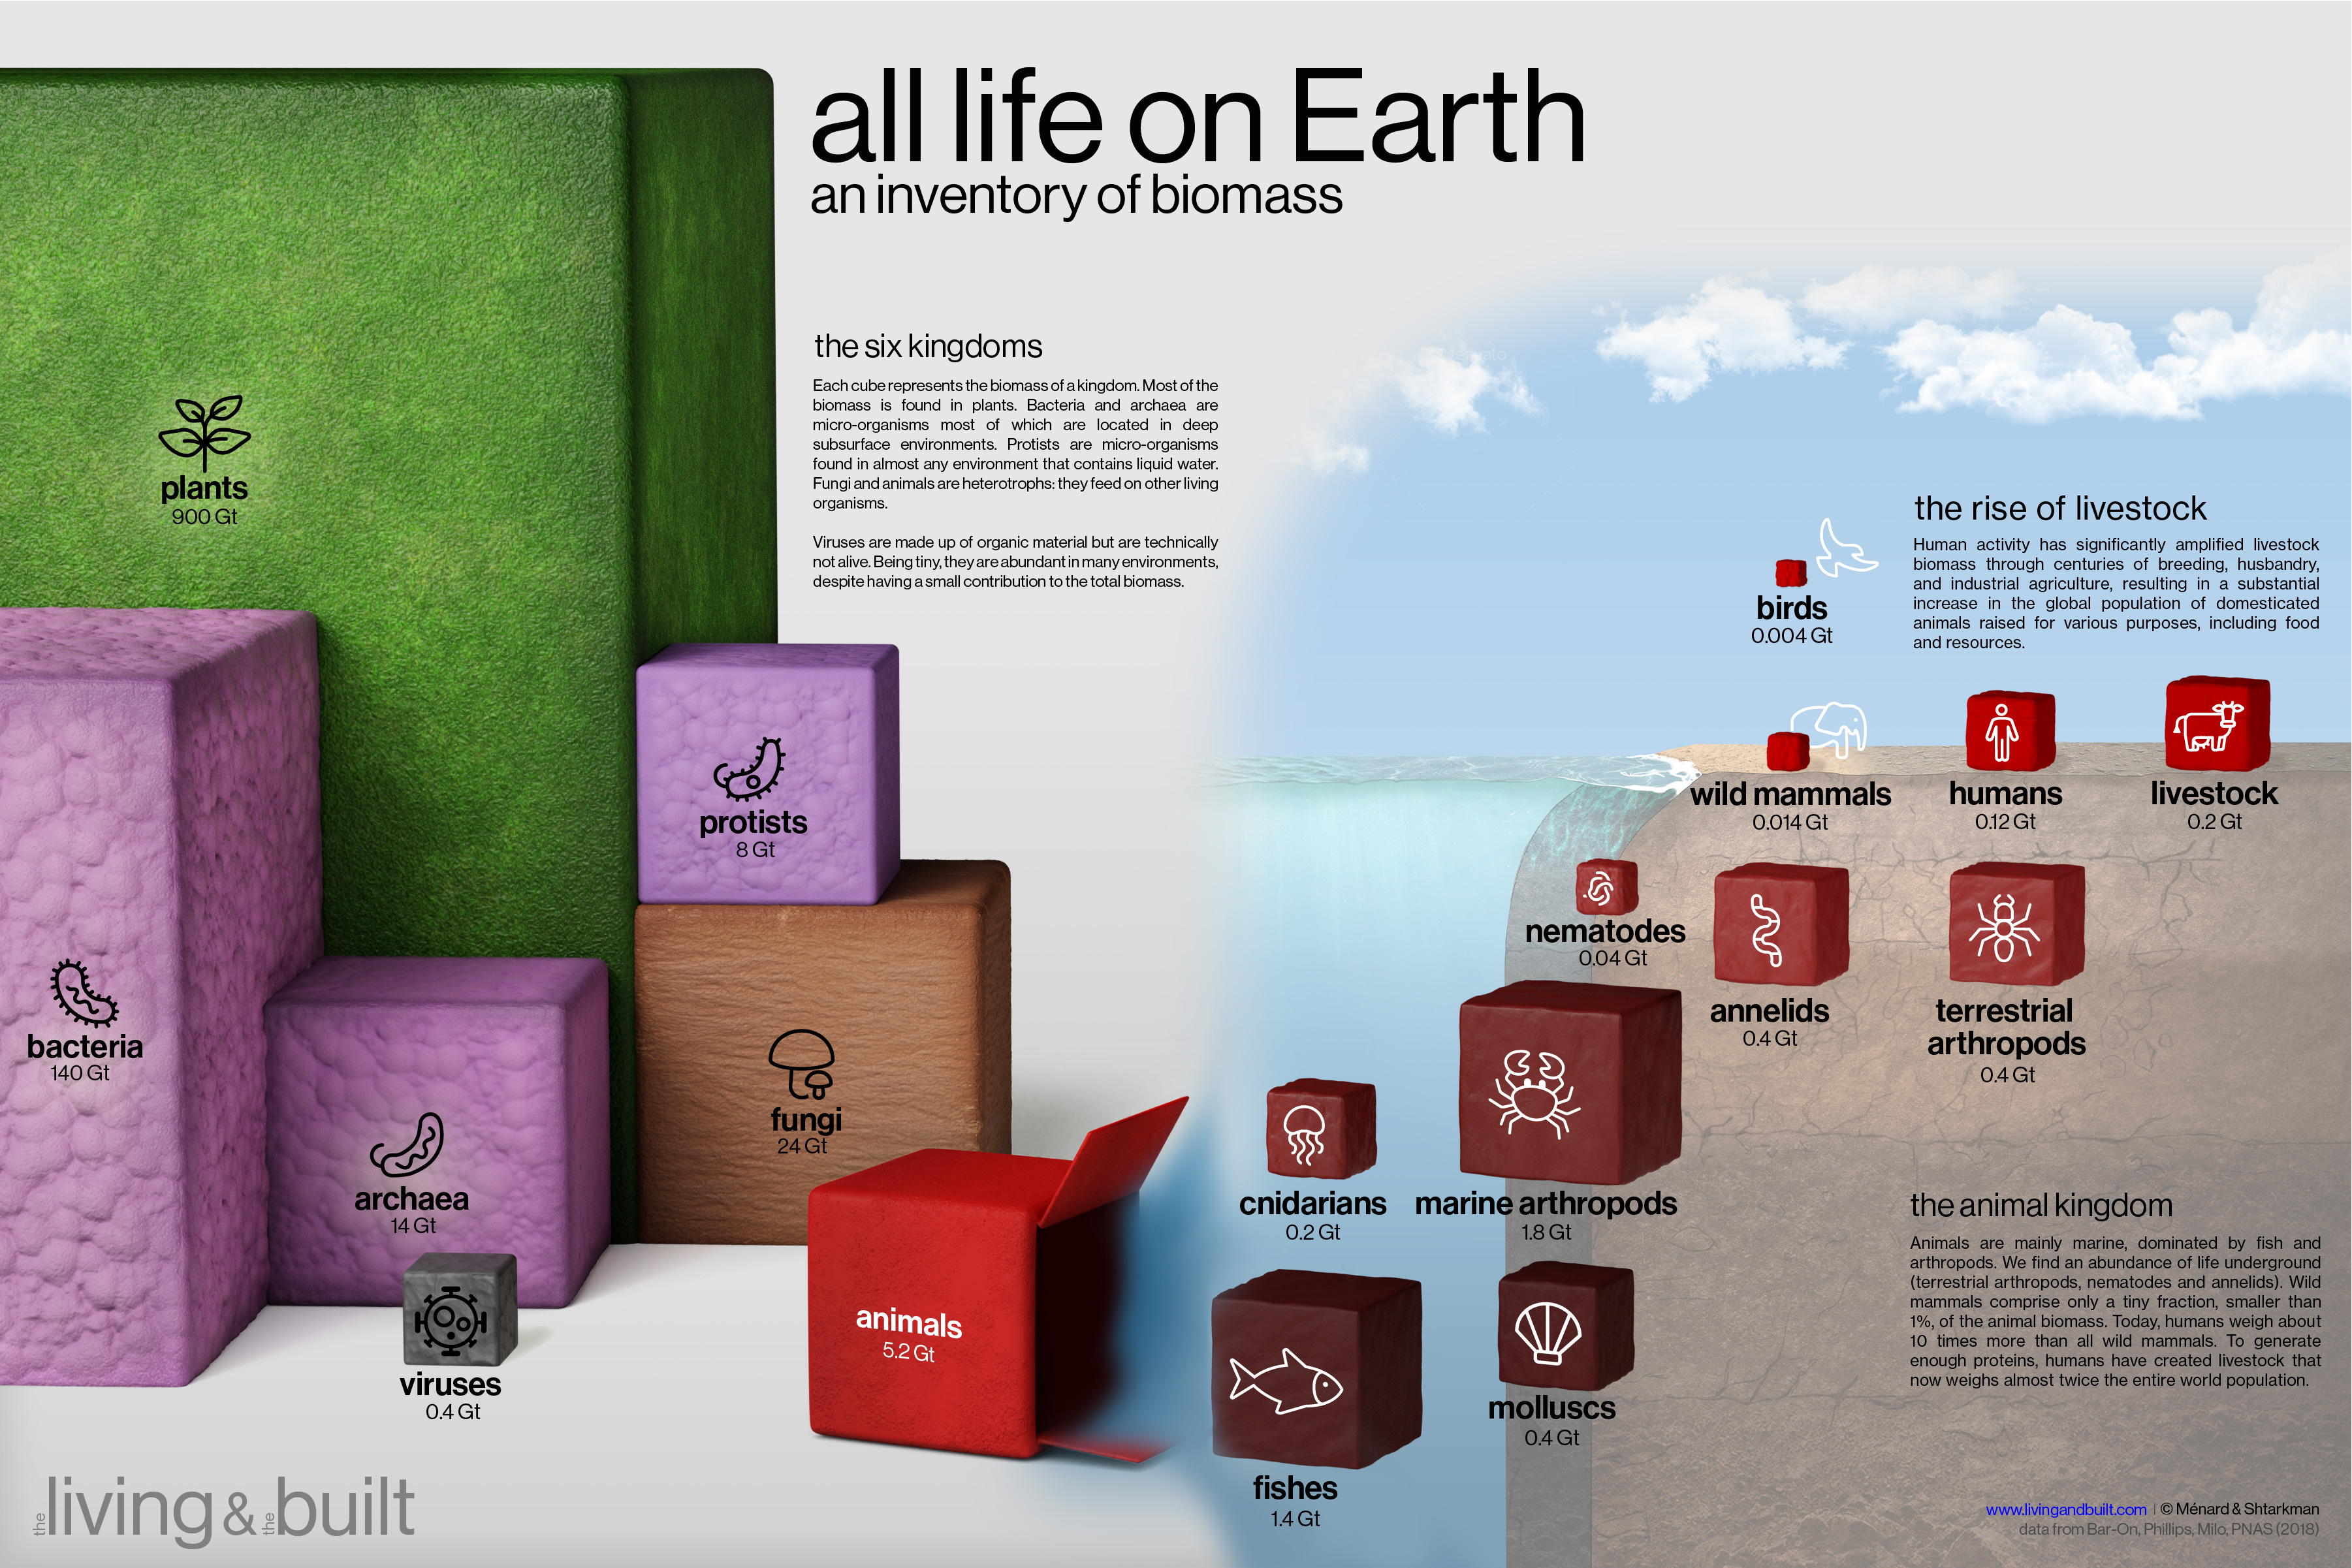 all life on Earth
an inventory of biomass
the six kingdoms
Each cube represents the biomass of a kingdom. Most of the
biomass is found in plants. Bacteria and archaea are
micro-organisms most of which are located in deep
subsurface environments. Protists are micro-organisms
found in almost any environment that contains liquid water.
Fungi and animals are heterotrophs: they feed on other living
organisms.
Viruses are made up of organic material but are technically
not alive. Being tiny, they are abundant in many environments,
despite having a small contribution to the total biomass.
plants
900 Gt
protists
8 Gt
bacteria
140 Gt
archaea
14 Gt
fungi
24 Gt
viruses
0.4 Gt
animals
5.2 Gt
the rise of livestock
Human activity has significantly amplified livestock
biomass through centuries of breeding, husbandry,
and industrial agriculture, resulting in a substantial
increase in the global population of domesticated
animals raised for various purposes, including food
and resources.
birds
0.004 Gt
wild mammals
0.014 Gt
humans
0.12 Gt
livestock
0.2 Gt
nematodes
0.04 Gt
annelids
0.4 Gt
terrestrial
arthropods
0.4 Gt
cnidarians
0.2 Gt
marine arthropods
1.8 Gt
fishes
1.4 Gt
molluscs
0.4 Gt
the animal kingdom
Animals are mainly marine, dominated by fish and
arthropods. We find an abundance of life underground
(terrestrial arthropods, nematodes and annelids). Wild
mammals comprise only a tiny fraction, smaller than
1%, of the animal biomass. Today, humans weigh about
10 times more than all wild mammals. To generate
enough proteins, humans have created livestock that
now weighs almost twice the entire world population.
the living & the built
www.livingandbuilt.com | © Ménard & Shtarkman
data from Bar-On, Phillips, Milo, PNAS (2018)